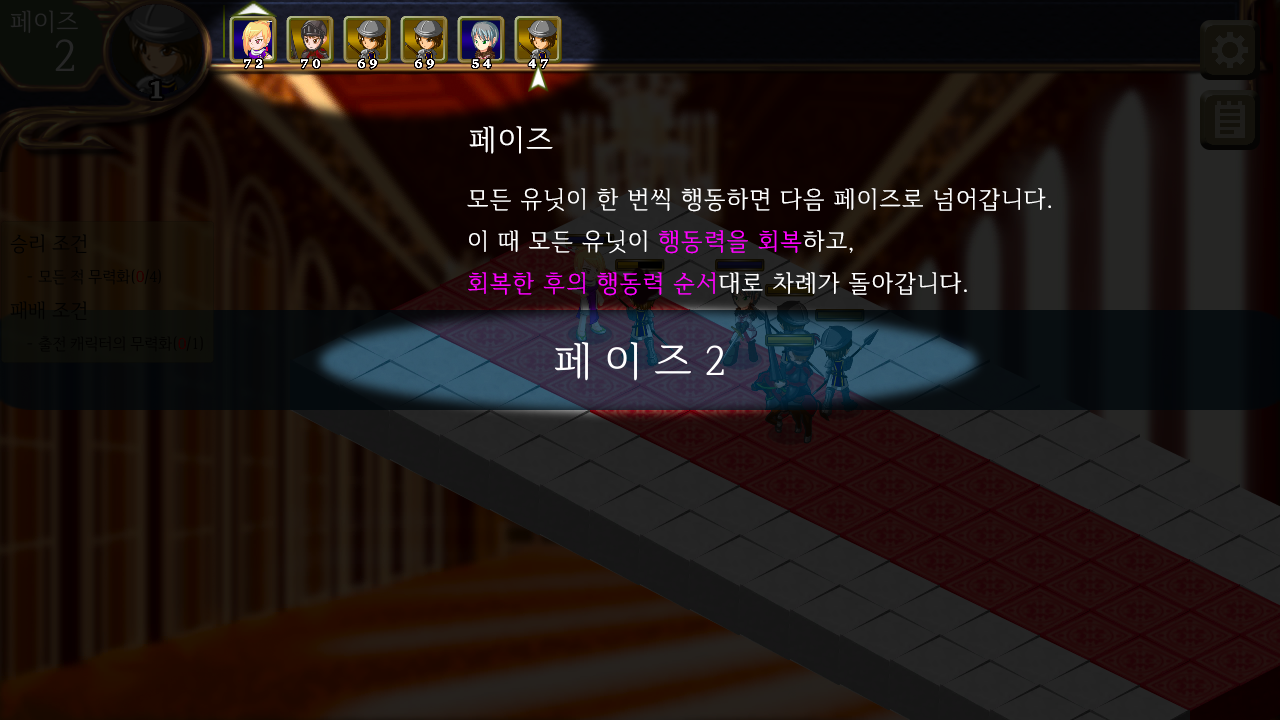 페이즈
2
1
72 70 69 69 54 47
페이즈
모든 유닛이 한 번씩 행동하면 다음 페이즈로 넘어갑니다.
이 때 모든 유닛이 행동력을 회복하고,
회복한 후의 행동력 순서대로 차례가 돌아갑니다.
승리 조건
- 모든 적 무력화(0/4)
패배 조건
- 출전 캐릭터의 무력화( /1)
페이즈 2